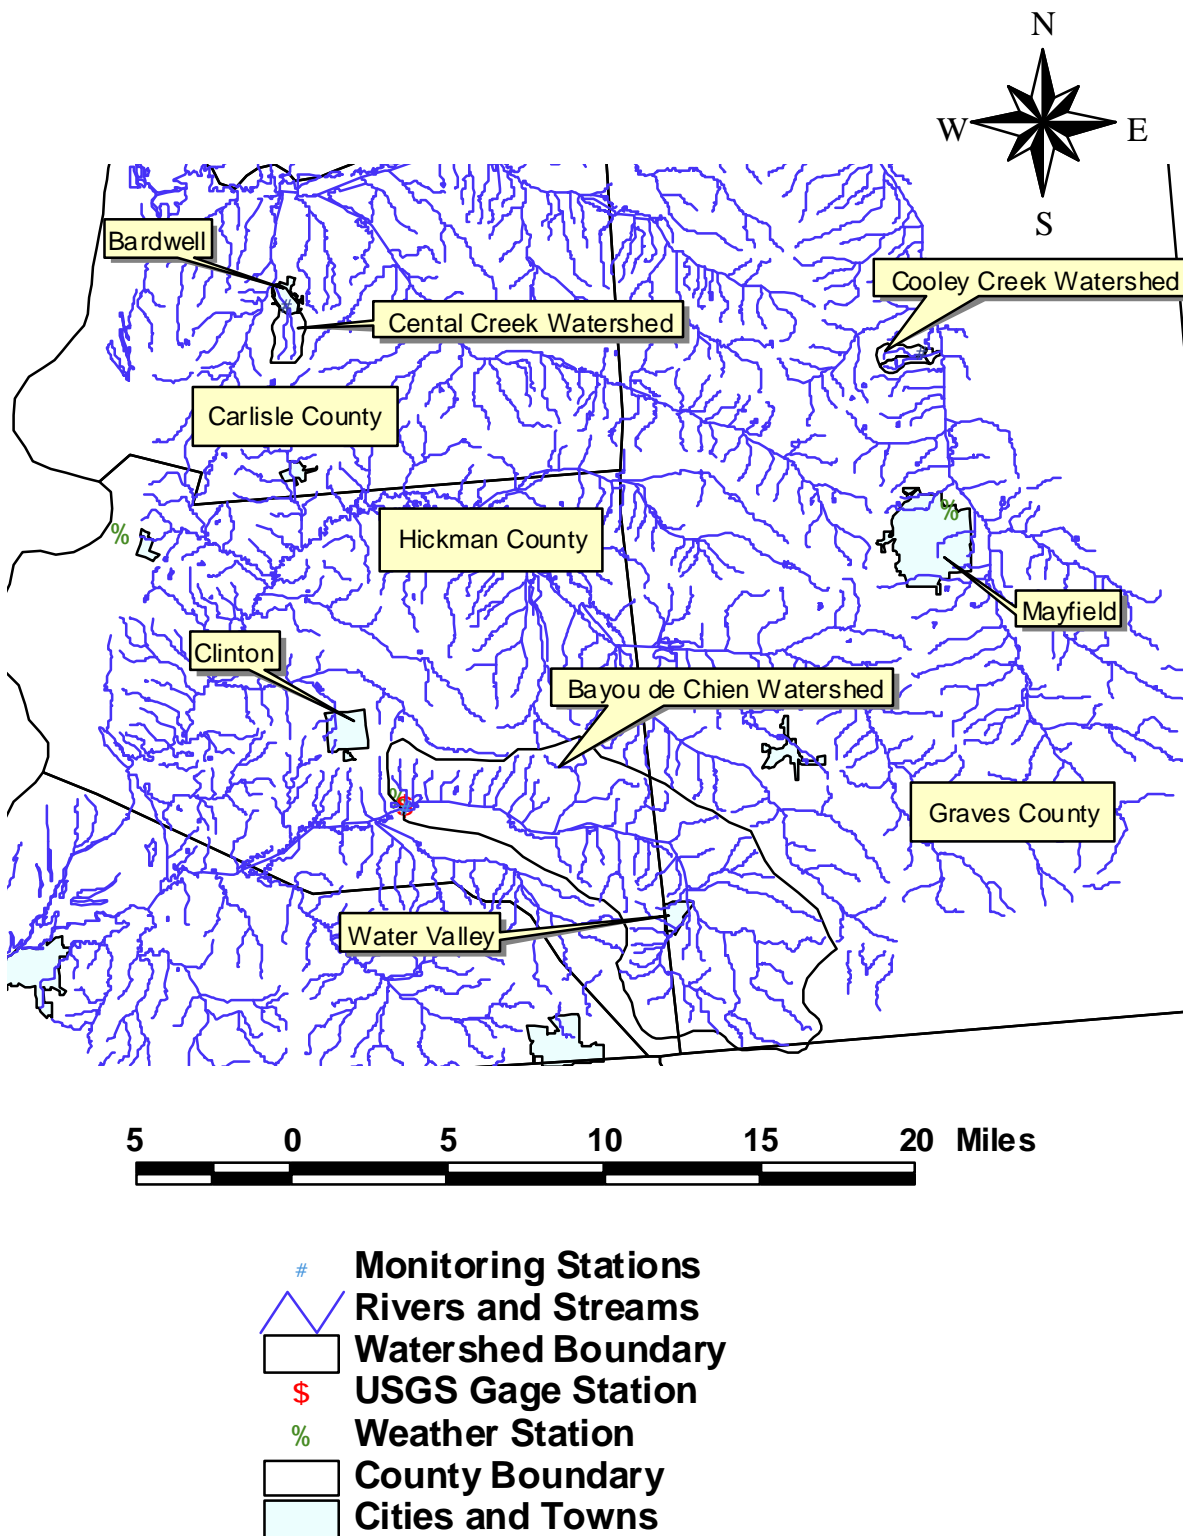 N
W E
S
Bardwell
Cooley Creek Watershed
#
Cental Creek Watershed
#
Carlisle County
%
%
Hickman County
Mayfield
Clinton
Bayou de Chien Watershed
%
$
#
Graves County
Water Valley
5 0 5 10 15 20 Miles
# Monitoring Stations
Rivers and Streams
Watershed Boundary
$ USGS Gage Station
% Weather Station
County Boundary
Cities and Towns